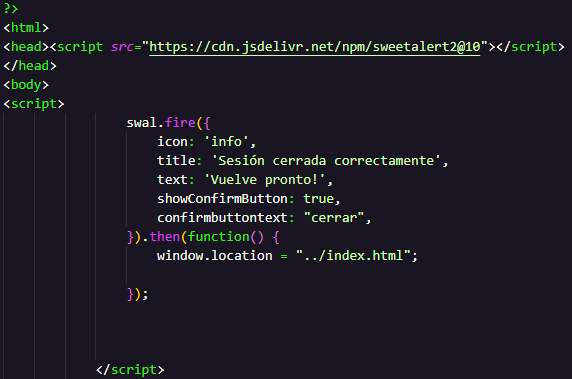 ?>
<html>
<head><script src="https://cdn.jsdelivr.net/npm/sweetalert2@10"></script>
</head>
<body>
<script>
swal.fire({
icon: 'info',
title: 'Sesión cerrada correctamente',
text: 'Vuelve pronto!',
showConfirmButton: true,
confirmbuttontext: "cerrar",
}).then(function() {
window.location = "../index.html";
});
</script>